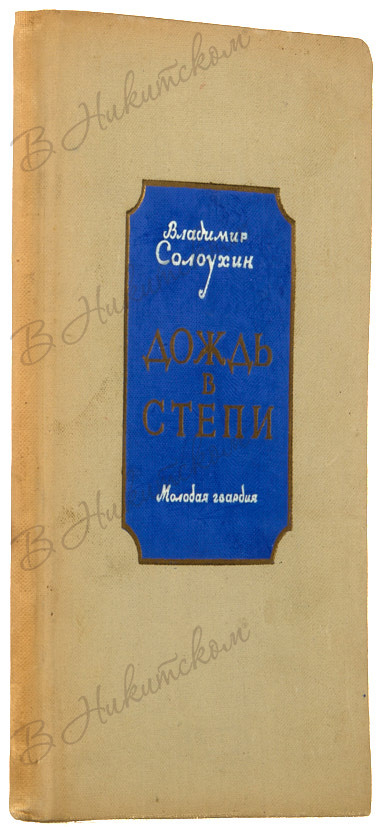 В Никитском
Владимир
Солоухин
В Никитском
ДОЖДЬ
В
СТЕПИ
В Никитском
Молодая гвардия
В Никитском